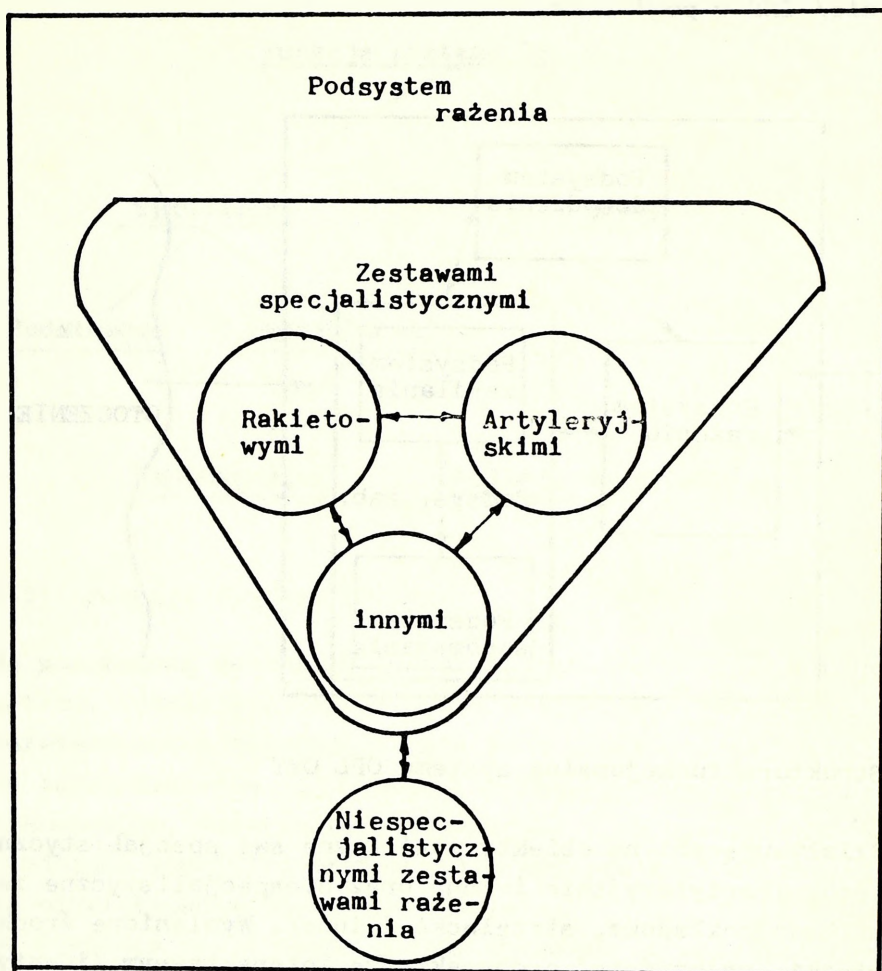 Podsystem
rażenia
Zestawami
specjalistycznymi
Rakieto-
wymi
Artyleryj-
skimi
innymi
Niespec-
jalistycz-
nymi zesta-
wami raże-
nia